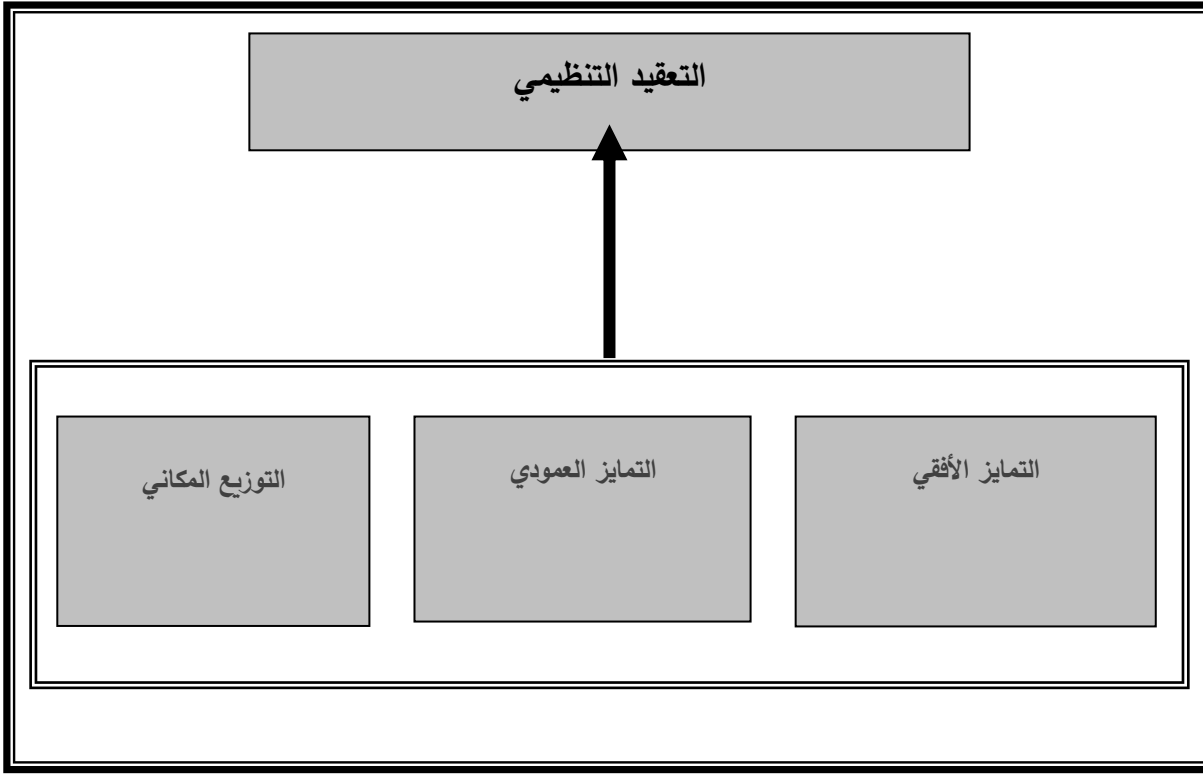 التعقيد التنظيمي
التمايز الأفقي
التمايز العمودي
التوزيع المكاني